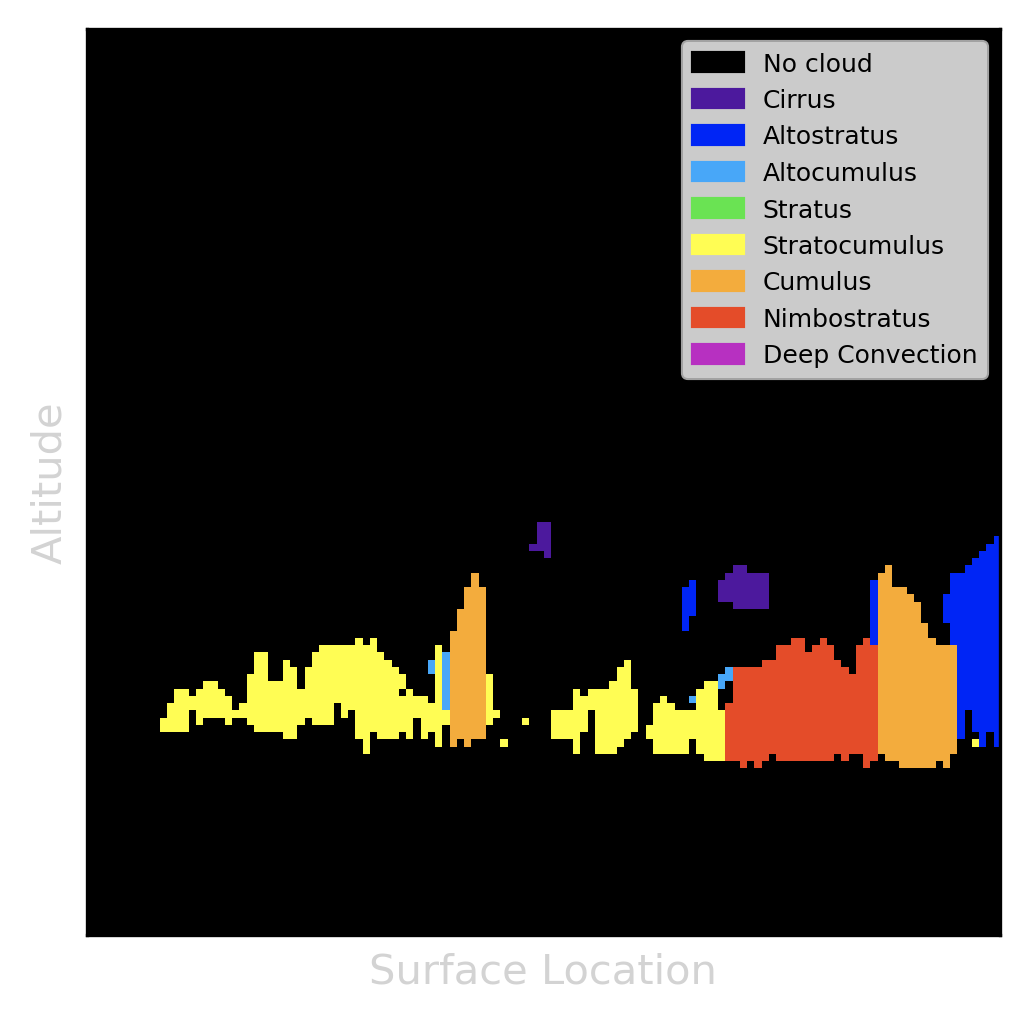 No cloud
Cirrus
Altostratus
Altocumulus
Stratus
Stratocumulus
Cumulus
Nimbostratus
Deep Convection
Altitude
Surface Location